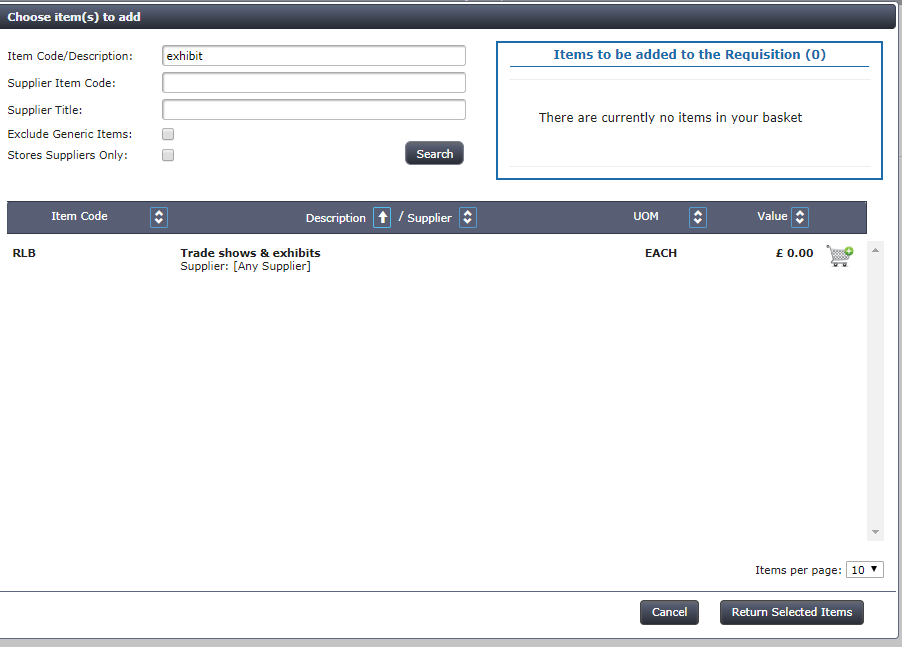 Choose item(s) to add
Item Code/Description: exhibit
Supplier Item Code:
Supplier Title:
Exclude Generic Items:
Stores Suppliers Only:
Search
Items to be added to the Requisition (0)
There are currently no items in your basket
Item Code Description / Supplier UOM Value
RLB Trade shows & exhibits EACH £ 0.00
Supplier: [Any Supplier]
Items per page: 10
Cancel Return Selected Items